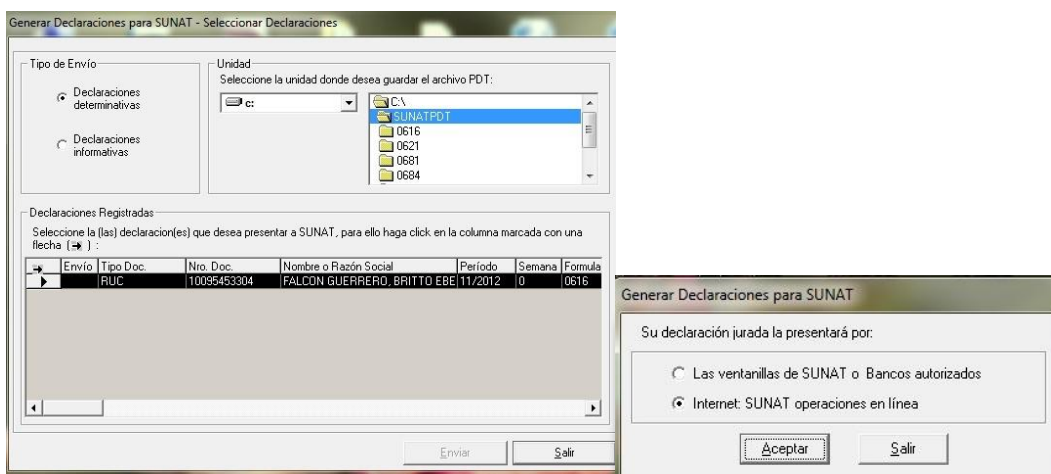 Generar Declaraciones para SUNAT - Seleccionar Declaraciones
Tipo de Envío
Declaraciones
determinativas
Declaraciones
informativas
Unidad
Seleccione la unidad donde desea guardar el archivo PDT:
c:
C:\
SUNATPDT
0616
0621
0681
0684
Declaraciones Registradas
Seleccione la (las) declaracion(es) que desea presentar a SUNAT, para ello haga click en la columna marcada con una
flecha ( ) :
Envío Tipo Doc. Nro. Doc. Nombre o Razón Social Período Semana Formula
RUC 10095453304 FALCON GUERRERO, BRITTO EBE 11/2012 0 0616
Enviar Salir
Generar Declaraciones para SUNAT
Su declaración jurada la presentará por:
Las ventanillas de SUNAT o Bancos autorizados
Internet: SUNAT operaciones en línea
Aceptar Salir